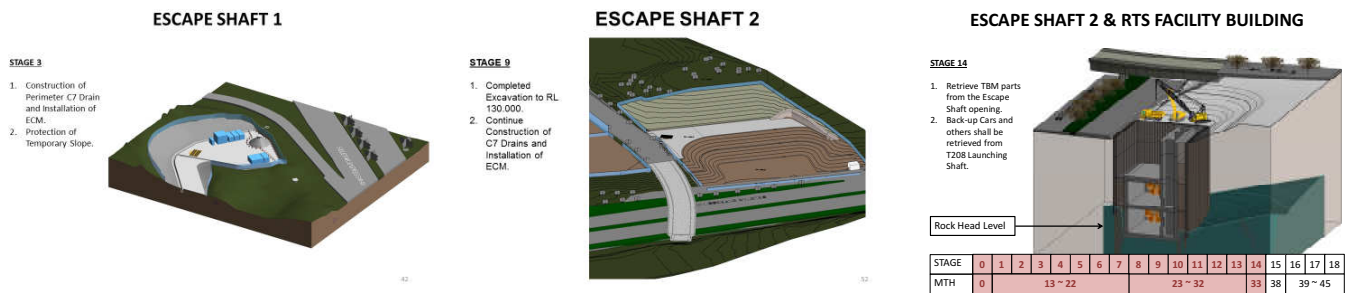 ESCAPE SHAFT 1
STAGE 3
1. Construction of
Perimeter C7 Drain
and Installation of
ECM.
2. Protection of
Temporary Slope.
42
ESCAPE SHAFT 2
STAGE 9
1. Completed
Excavation to RL
130.000.
2. Continue
Construction of
C7 Drains and
Installation of
ECM.
52
ESCAPE SHAFT 2 & RTS FACILITY BUILDING
STAGE 14
1. Retrieve TBM parts
from the Escape
Shaft opening.
2. Back-up Cars and
others shall be
retrieved from
T208 Launching
Shaft.
Rock Head Level
STAGE 0 1 2 3 4 5 6 7 8 9 10 11 12 13 14 15 16 17 18
MTH 0 13 ~ 22 23 ~ 32 33 38 39 ~ 45